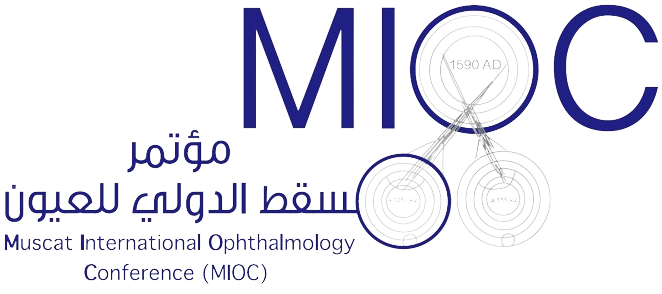 MIOC
1590 AD
مؤتمر
مسقط الدولي للعيون
Muscat International Ophthalmology
Conference (MIOC)